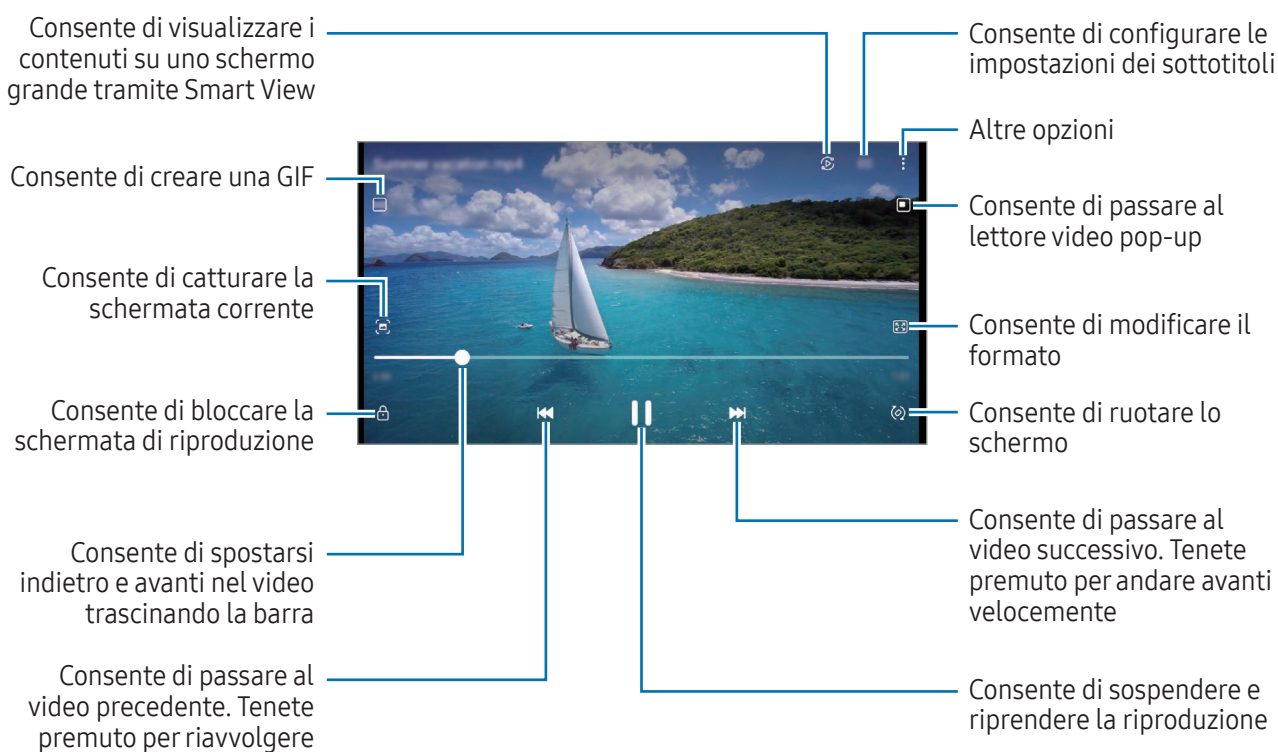 Consente di visualizzare i
contenuti su uno schermo
grande tramite Smart View
Consente di creare una GIF
Consente di catturare la
schermata corrente
Consente di bloccare la
schermata di riproduzione
Consente di spostarsi
indietro e avanti nel video
trascinando la barra
Consente di passare al
video precedente. Tenete
premuto per riavvolgere
Consente di configurare le
impostazioni dei sottotitoli
Altre opzioni
Consente di passare al
lettore video pop-up
Consente di modificare il
formato
Consente di ruotare lo
schermo
Consente di passare al
video successivo. Tenete
premuto per andare avanti
velocemente
Consente di sospendere e
riprendere la riproduzione